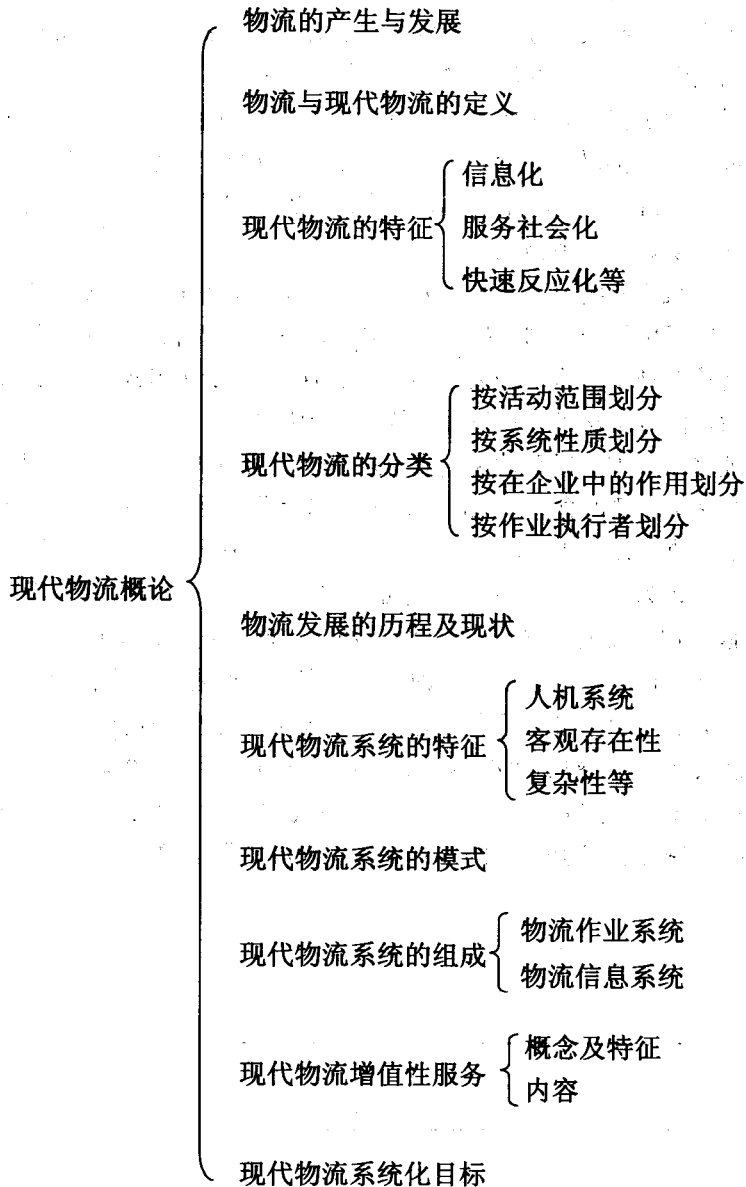 现代物流概论
物流的产生与发展
物流与现代物流的定义
现代物流的特征
信息化
服务社会化
快速反应化等
现代物流的分类
按活动范围划分
按系统性质划分
按在企业中的作用划分
按作业执行者划分
物流发展的历程及现状
现代物流系统的特征
人机系统
客观存在性
复杂性等
现代物流系统的模式
现代物流系统的组成
物流作业系统
物流信息系统
现代物流增值性服务
概念及特征
内容
现代物流系统化目标